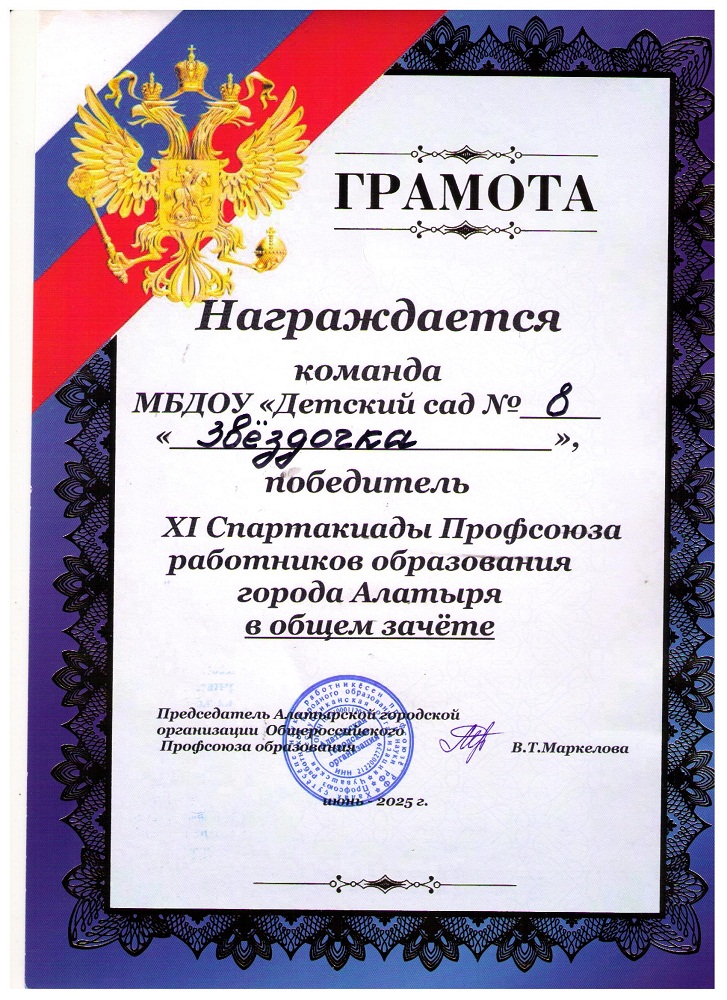 ГРАМОТА
Награждается
команда
МБДОУ «Детский сад № 8
« Звёздочка »,
победитель
XI Спартакиады Профсоюза
работников образования
города Алатыря
в общем зачёте
Председатель Алатырской городской
организации Общероссийского
Профсоюза образования
В.Т.Маркелова
июнь - 2025 г.